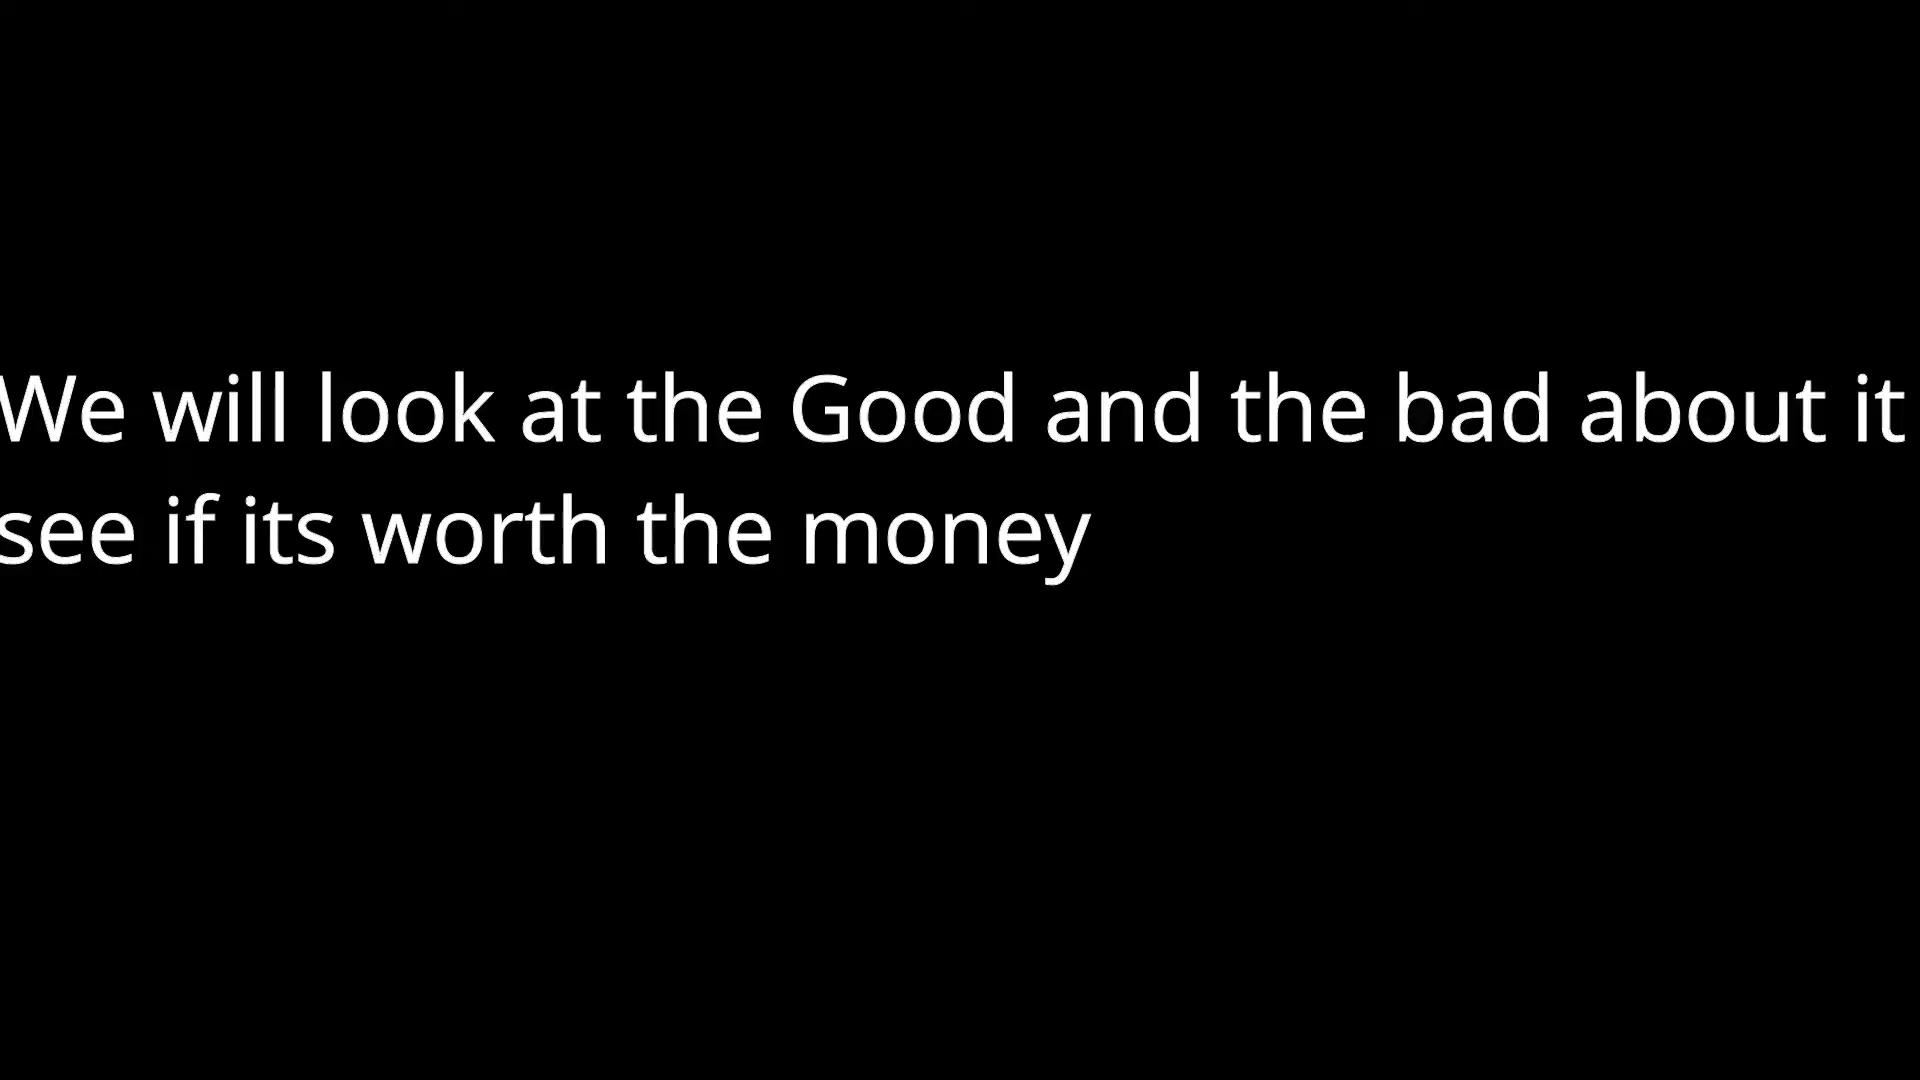 We will look at the Good and the bad about it
see if its worth the money